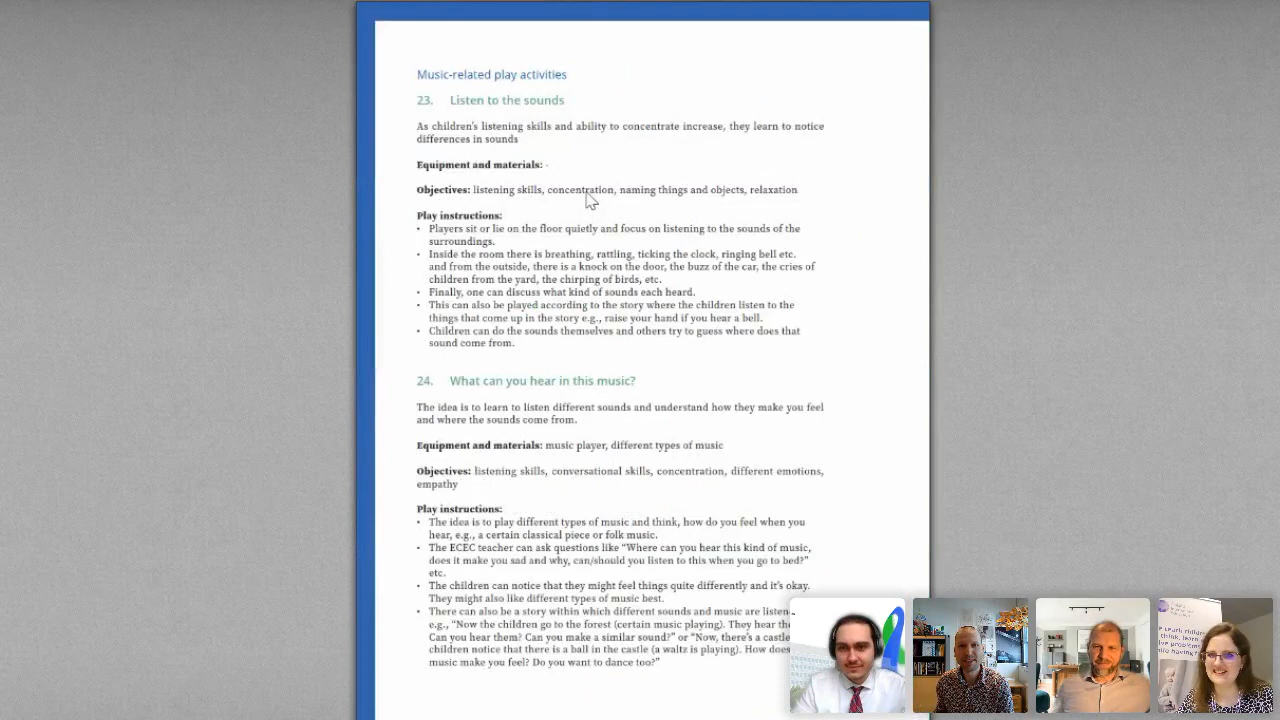 Music-related play activities
23. Listen to the sounds
As children's listening skills and ability to concentrate increase, they learn to notice
differences in sounds
Equipment and materials: -
Objectives: listening skills, concentration, naming things and objects, relaxation
Play instructions:
• Players sit or lie on the floor quietly and focus on listening to the sounds of the
surroundings.
• Inside the room there is breathing, rattling, ticking the clock, ringing bell etc.
and from the outside, there is a knock on the door, the buzz of the car, the cries of
children from the yard, the chirping of birds, etc.
• Finally, one can discuss what kind of sounds each heard.
• This can also be played according to the story where the children listen to the
things that come up in the story e.g., raise your hand if you hear a bell.
• Children can do the sounds themselves and others try to guess where does that
sound come from.
24. What can you hear in this music?
The idea is to learn to listen different sounds and understand how they make you feel
and where the sounds come from.
Equipment and materials: music player, different types of music
Objectives: listening skills, conversational skills, concentration, different emotions,
empathy
Play instructions:
• The idea is to play different types of music and think, how do you feel when you
hear, e.g., a certain classical piece or folk music.
• The ECEC teacher can ask questions like “Where can you hear this kind of music,
does it make you sad and why, can/should you listen to this when you go to bed?”
etc.
• The children can notice that they might feel things quite differently and it's okay.
They might also like different types of music best.
• There can also be a story within which different sounds and music are
e.g., “Now the children go to the forest (certain music playing). They hear
Can you hear them? Can you make a similar sound?” or “Now, there's a castle
children notice that there is a ball in the castle (a waltz is playing). How does
music make you feel? Do you want to dance too?”